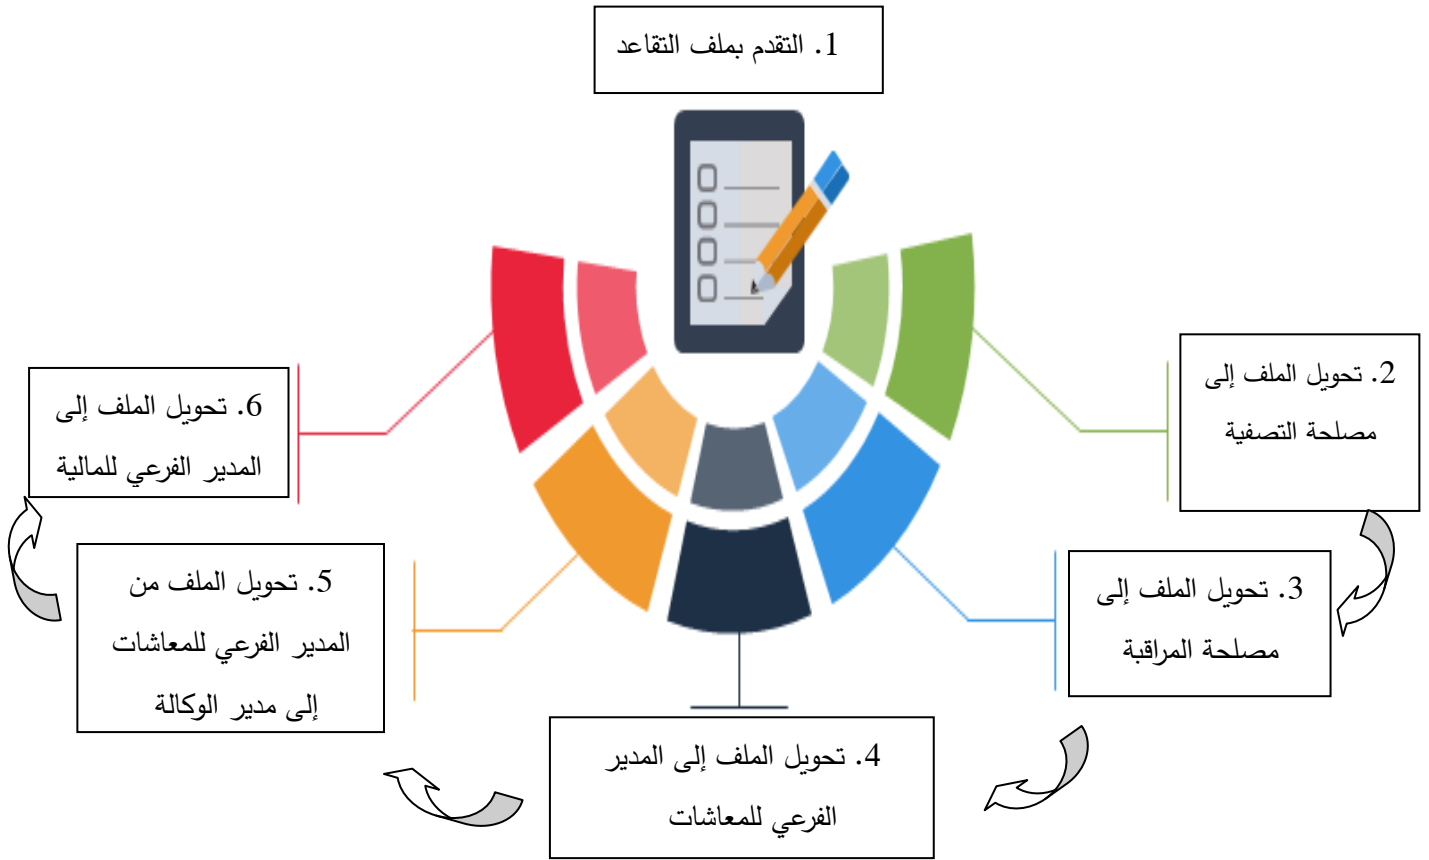 1. التقدم بملف التقاعد
2. تحويل الملف إلى
مصلحة التصفية
3. تحويل الملف إلى
مصلحة المراقبة
4. تحويل الملف إلى المدير
الفرعي للمعاشات
5. تحويل الملف من
المدير الفرعي للمعاشات
إلى مدير الوكالة
6. تحويل الملف إلى
المدير الفرعي للمالية